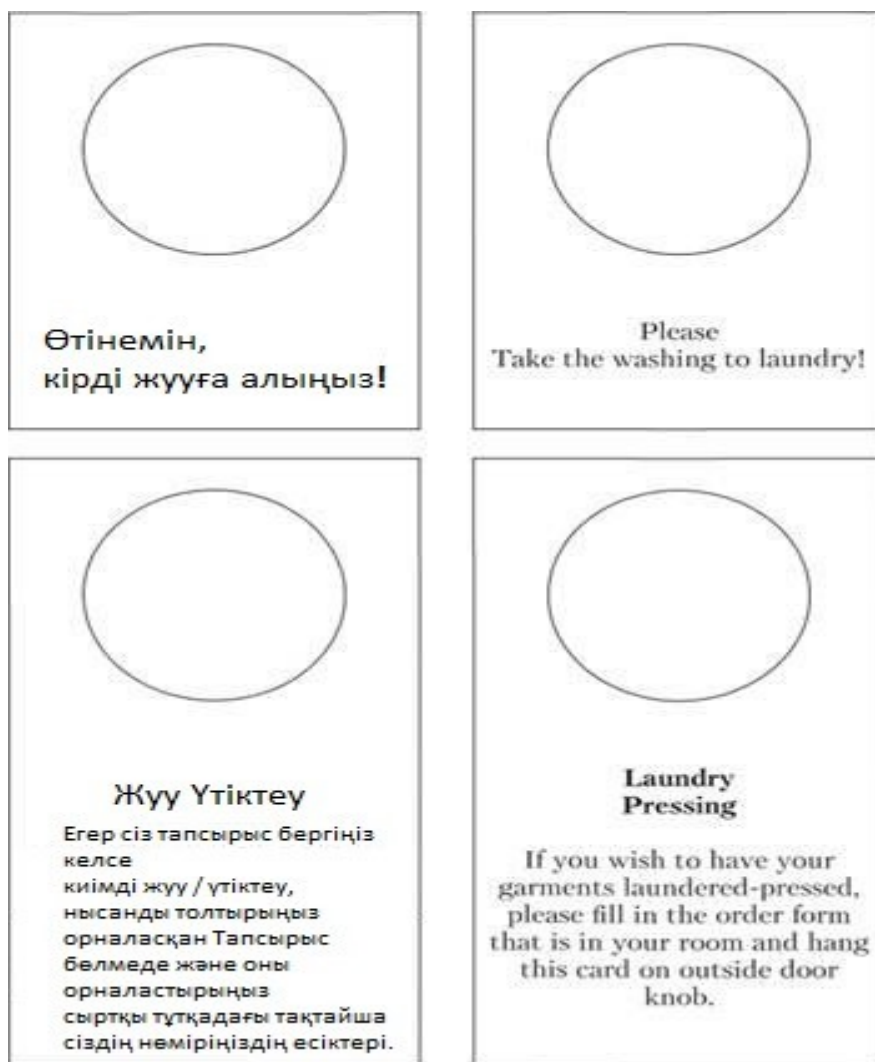 Өтінемін,
кірді жууға алыңыз!
Please
Take the washing to laundry!
Жуу Үтіктеу
Егер сіз тапсырыс бергіңіз
келсе
киімді жуу / үтіктеу,
нысанды толтырыңыз
орналасқан Тапсырыс
бөлмеде және оны
орналастырыңыз
сыртқы тұтқадағы тақтайша
сіздің нөміріңіздің есіктері.
Laundry
Pressing
If you wish to have your
garments laundered-pressed,
please fill in the order form
that is in your room and hang
this card on outside door
knob.